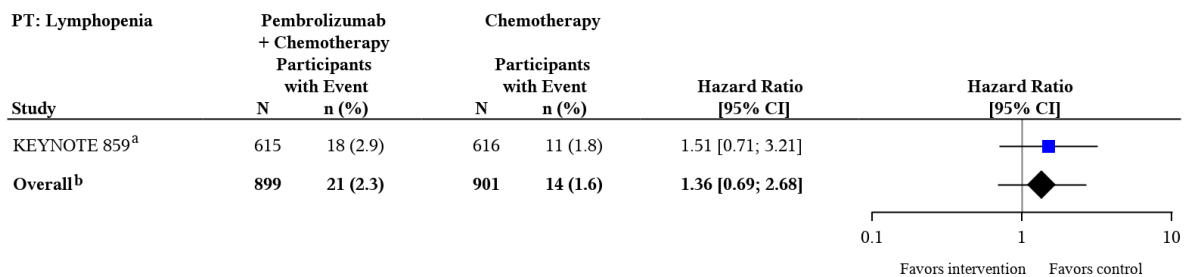 PT: Lymphopenia Pembrolizumab Chemotherapy
+ Chemotherapy
Participants Participants
with Event with Event Hazard Ratio Hazard Ratio
Study N n (%) N n (%) [95% CI] [95% CI]
KEYNOTE 859a 615 18 (2.9) 616 11 (1.8) 1.51 [0.71; 3.21]
Overallb 899 21 (2.3) 901 14 (1.6) 1.36 [0.69; 2.68]
0.1 1 10
Favors intervention Favors control